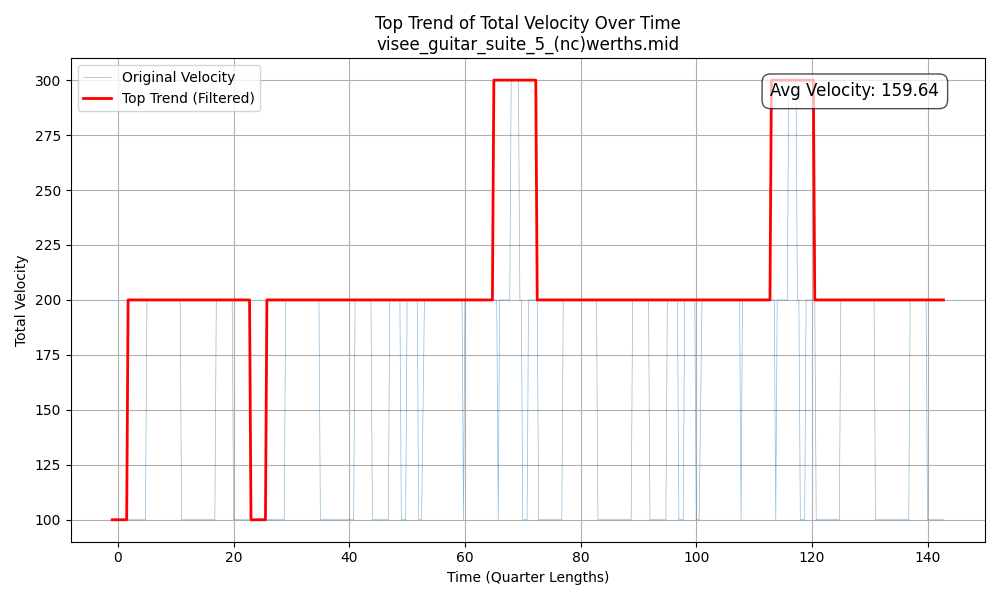 Top Trend of Total Velocity Over Time
visee_guitar_suite_5_(nc)werths.mid
Original Velocity
Top Trend (Filtered)
Avg Velocity: 159.64
Total Velocity
300
275
250
225
200
175
150
125
100
0 20 40 60 80 100 120 140
Time (Quarter Lengths)